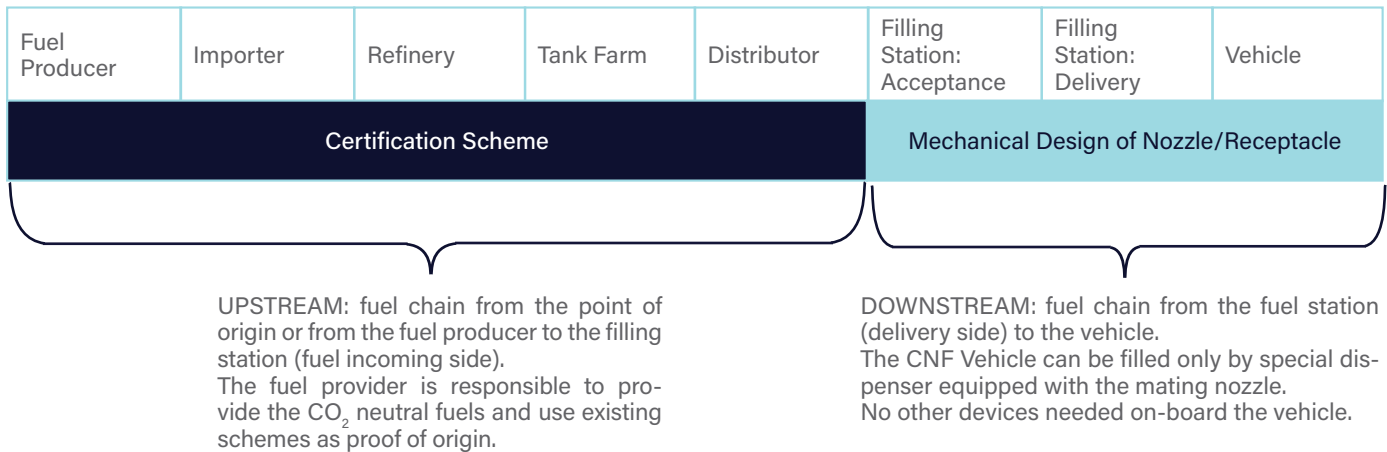 Fuel
Producer
Importer
Refinery
Tank Farm
Distributor
Filling
Station:
Acceptance
Filling
Station:
Delivery
Vehicle
Certification Scheme
Mechanical Design of Nozzle/Receptacle
UPSTREAM: fuel chain from the point of
origin or from the fuel producer to the filling
station (fuel incoming side).
The fuel provider is responsible to pro-
vide the CO₂ neutral fuels and use existing
schemes as proof of origin.
DOWNSTREAM: fuel chain from the fuel station
(delivery side) to the vehicle.
The CNF Vehicle can be filled only by special dis-
penser equipped with the mating nozzle.
No other devices needed on-board the vehicle.